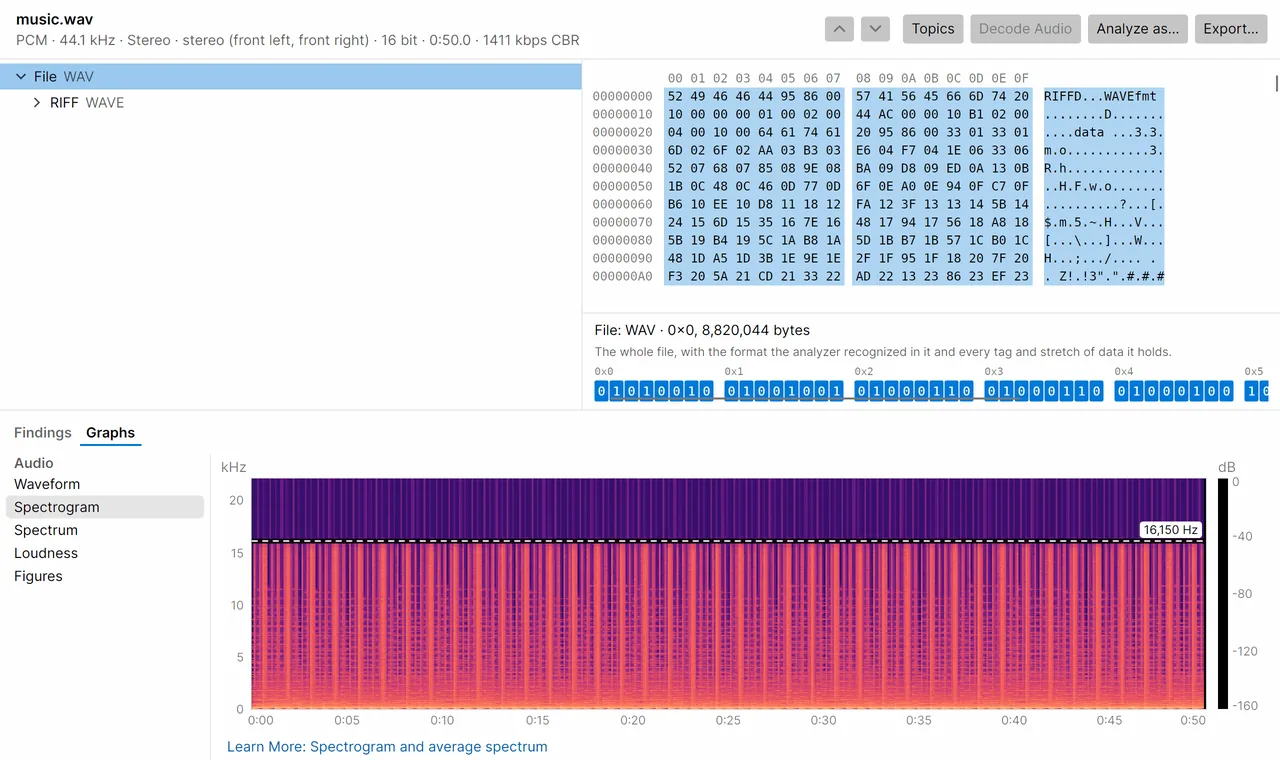 music.wav
PCM · 44.1 kHz · Stereo · stereo (front left, front right) · 16 bit · 0:50.0 · 1411 kbps CBR
Topics Decode Audio Analyze as... Export...
File WAV
RIFF WAVE
00 01 02 03 04 05 06 07 08 09 0A 0B 0C 0D 0E 0F
00000000 52 49 46 46 44 95 86 00 57 41 56 45 66 6D 74 20 RIFFD...WAVEfmt
00000010 10 00 00 00 01 00 02 00 44 AC 00 00 10 B1 02 00 ........D.......
00000020 04 00 10 00 64 61 74 61 20 95 86 00 33 01 33 01 ....data ...3.3.
00000030 6D 02 6F 02 AA 03 B3 03 E6 04 F7 04 1E 06 33 06 m.o...........3.
00000040 52 07 68 07 85 08 9E 08 BA 09 D8 09 ED 0A 13 0B R.h.............
00000050 1B 0C 48 0C 46 0D 77 0D 6F 0E A0 0E 94 0F C7 0F ..H.F.w.o.......
00000060 B6 10 EE 10 D8 11 18 12 FA 12 3F 13 13 14 5B 14 ..........?...[.
00000070 24 15 6D 15 35 16 7E 16 48 17 94 17 56 18 A8 18 $.m.5.~.H...V...
00000080 5B 19 B4 19 5C 1A B8 1A 5D 1B B7 1B 57 1C B0 1C [...\...]...W...
00000090 48 1D A5 1D 3B 1E 9E 1E 2F 1F 95 1F 18 20 7F 20 H...;.../.... .
000000A0 F3 20 5A 21 CD 21 33 22 AD 22 13 23 86 23 EF 23 . Z!.!3".".#.#.#
File: WAV · 0×0, 8,820,044 bytes
The whole file, with the format the analyzer recognized in it and every tag and stretch of data it holds.
0x0 0x1 0x2 0x3 0x4 0x5
01010010 01001001 01000110 01000110 01000100 10
Findings Graphs
Audio
Waveform
Spectrogram
Spectrum
Loudness
Figures
kHz
20
15
10
5
0
16,150 Hz
0:00 0:05 0:10 0:15 0:20 0:25 0:30 0:35 0:40 0:45 0:50
dB
0
-40
-80
-120
-160
Learn More: Spectrogram and average spectrum